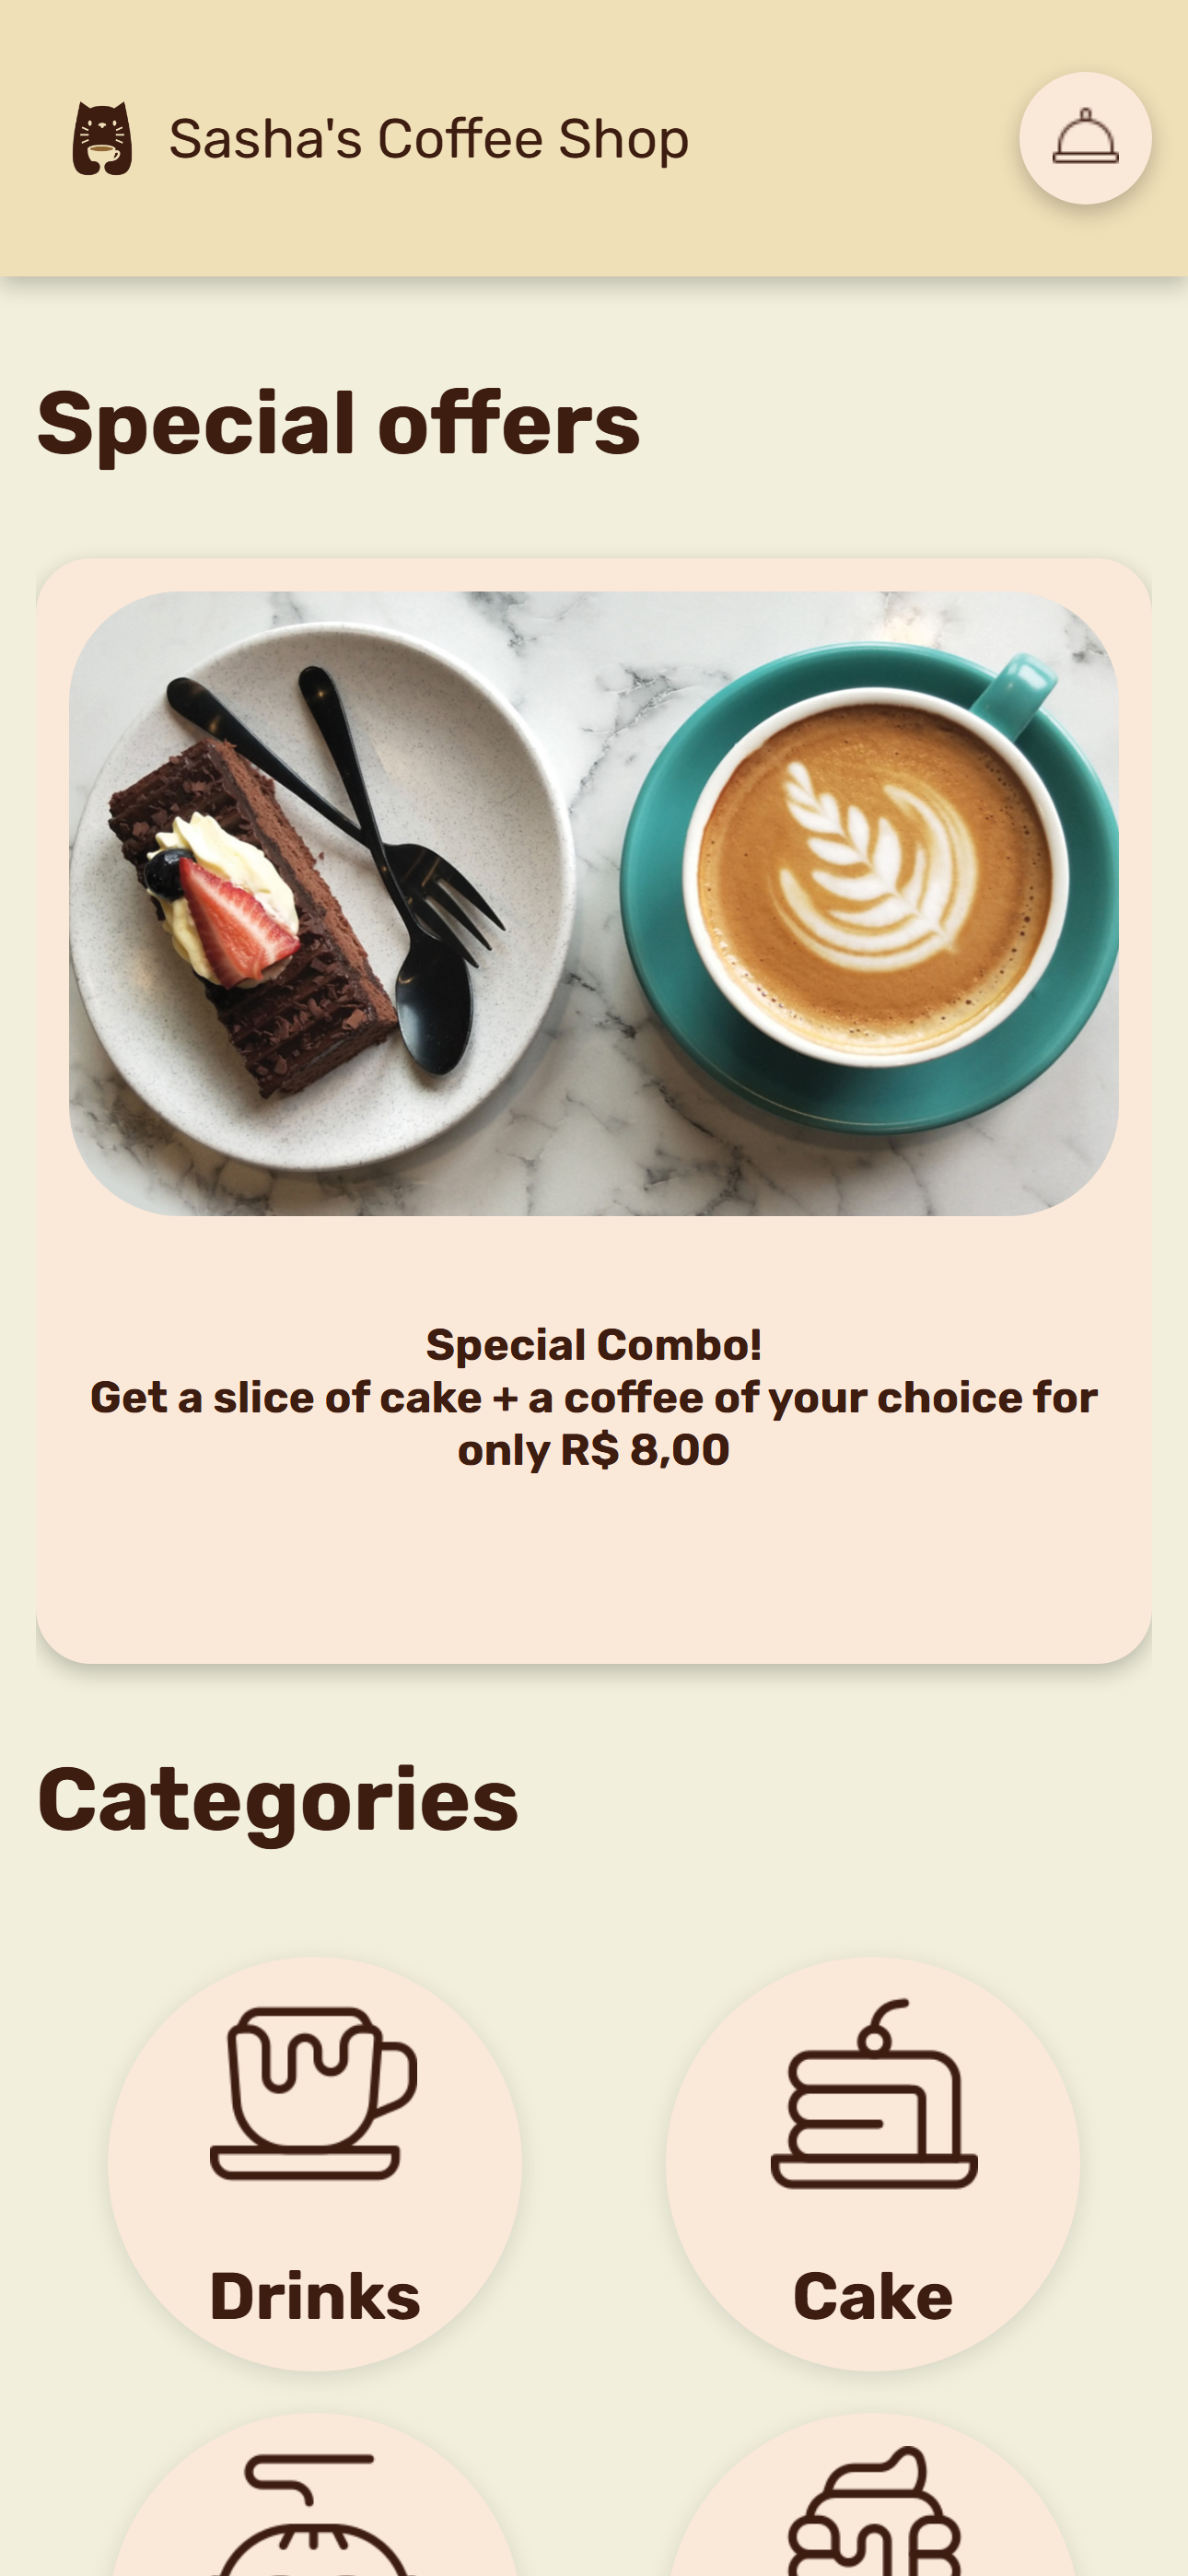 Sasha's Coffee Shop
Special offers
Special Combo!
Get a slice of cake + a coffee of your choice for
only R$ 8,00
Categories
Drinks
Cake